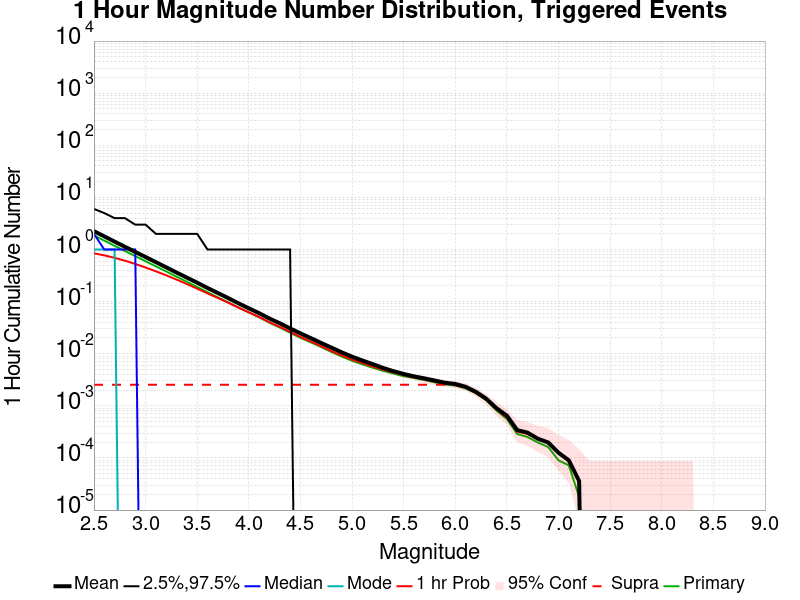 1 Hour Magnitude Number Distribution, Triggered Events
1 Hour Cumulative Number
10^4
10^3
10^2
10^1
10^0
10^-1
10^-2
10^-3
10^-4
10^-5
2.5 3.0 3.5 4.0 4.5 5.0 5.5 6.0 6.5 7.0 7.5 8.0 8.5 9.0
Magnitude
Mean 2.5%,97.5% Median Mode 1 hr Prob 95% Conf Supra Primary